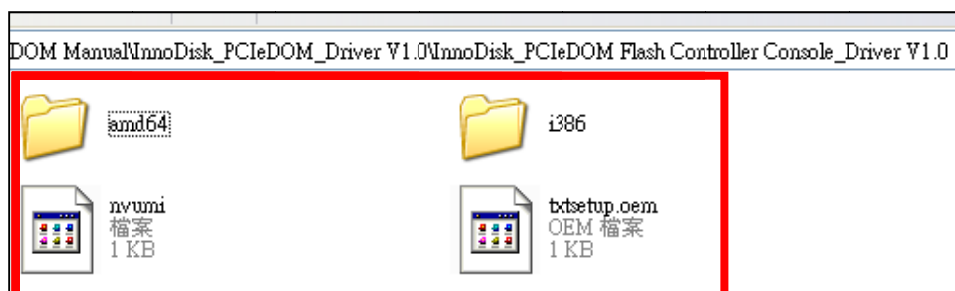 DOM Manual\InnoDisk_PCIeDOM_Driver V1.0\InnoDisk_PCIeDOM Flash Controller Console_Driver V1.0
amd64
i386
nvumi
檔案
1 KB
txtsetup.oem
OEM 檔案
1 KB